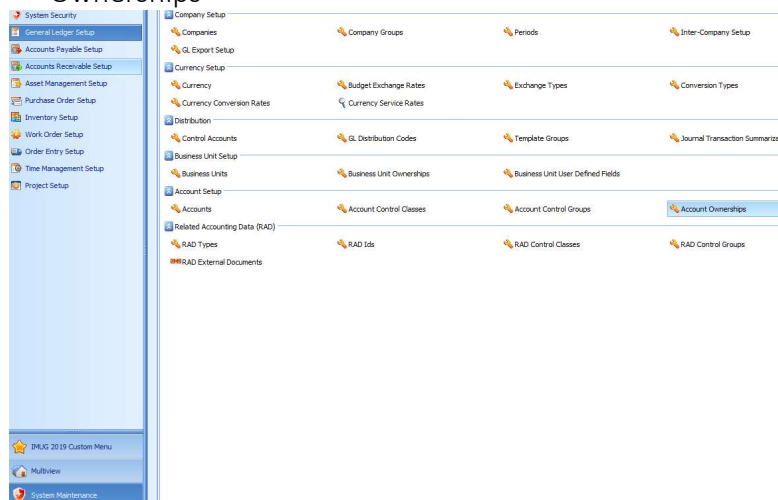 Ownerships
System Security
General Ledger Setup
Accounts Payable Setup
Accounts Receivable Setup
Asset Management Setup
Purchase Order Setup
Inventory Setup
Work Order Setup
Order Entry Setup
Time Management Setup
Project Setup
IMUG 2019 Custom Menu
Multiview
System Maintenance
Company Setup
Companies Company Groups Periods Inter-Company Setup
GL Export Setup
Currency Setup
Currency Budget Exchange Rates Exchange Types Conversion Types
Currency Conversion Rates Currency Service Rates
Distribution
Control Accounts GL Distribution Codes Template Groups Journal Transaction Summariza
Business Unit Setup
Business Units Business Unit Ownerships Business Unit User Defined Fields
Account Setup
Accounts Account Control Classes Account Control Groups Account Ownerships
Related Accounting Data (RAD)
RAD Types RAD Ids RAD Control Classes RAD Control Groups
RAD External Documents